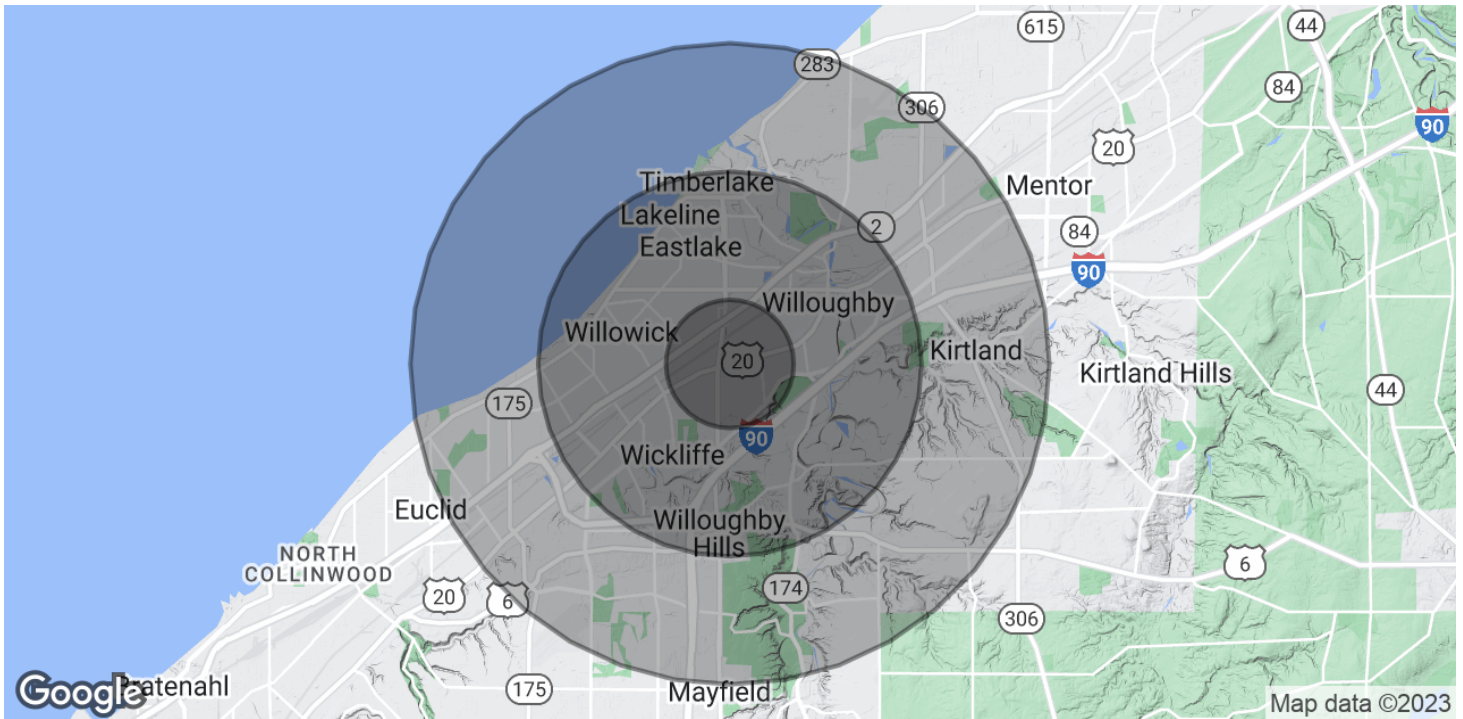 615
44
283
84
306
90
20
Timberlake
Mentor
Lakeline
2
84
Eastlake
90
Willoughby
Willowick
20
Kirtland
Kirtland Hills
44
175
90
Wickliffe
Euclid
Willoughby
Hills
NORTH
COLLINWOOD
6
174
20
6
306
Bratenahl
Google
175
Mayfield
Map data ©2023